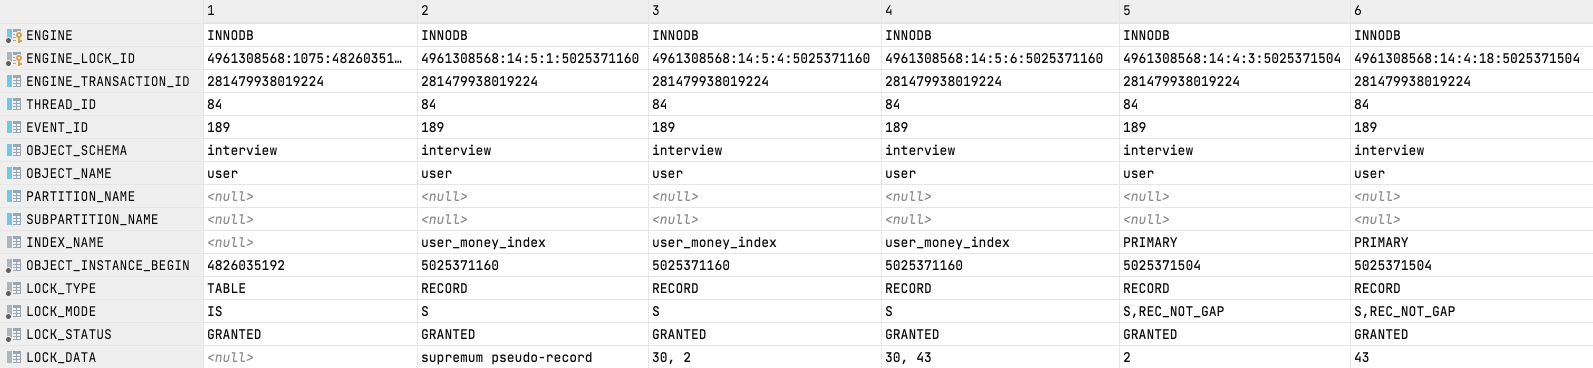 1 2 3 4 5 6
ENGINE INNODB INNODB INNODB INNODB INNODB INNODB
ENGINE_LOCK_ID 4961308568:1075:48260351… 4961308568:14:5:1:5025371160 4961308568:14:5:4:5025371160 4961308568:14:5:6:5025371160 4961308568:14:4:3:5025371504 4961308568:14:4:18:5025371504
ENGINE_TRANSACTION_ID 281479938019224 281479938019224 281479938019224 281479938019224 281479938019224 281479938019224
THREAD_ID 84 84 84 84 84 84
EVENT_ID 189 189 189 189 189 189
OBJECT_SCHEMA interview interview interview interview interview interview
OBJECT_NAME user user user user user user
PARTITION_NAME <null> <null> <null> <null> <null> <null>
SUBPARTITION_NAME <null> <null> <null> <null> <null> <null>
INDEX_NAME <null> user_money_index user_money_index user_money_index PRIMARY PRIMARY
OBJECT_INSTANCE_BEGIN 4826035192 5025371160 5025371160 5025371160 5025371504 5025371504
LOCK_TYPE TABLE RECORD RECORD RECORD RECORD RECORD
LOCK_MODE IS S S S S,REC_NOT_GAP S,REC_NOT_GAP
LOCK_STATUS GRANTED GRANTED GRANTED GRANTED GRANTED GRANTED
LOCK_DATA <null> supremum pseudo-record 30, 2 30, 43 2 43